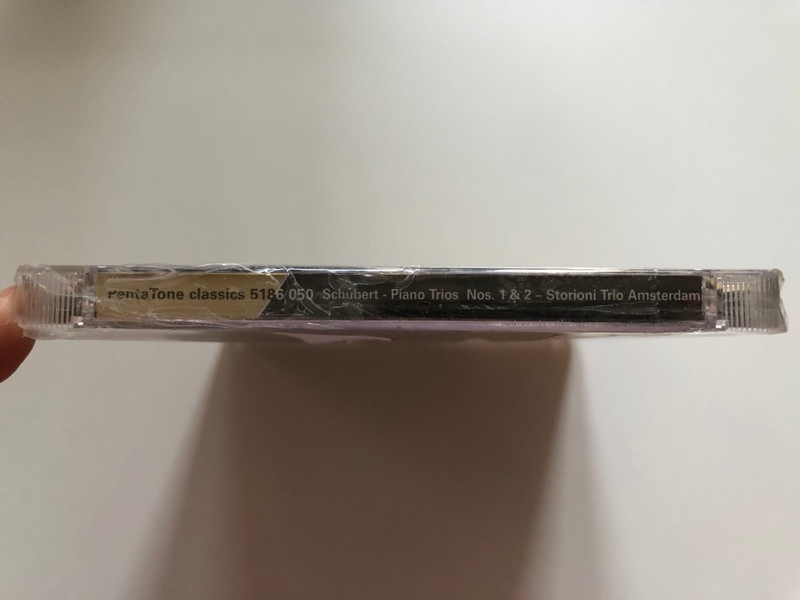 PentaTone classics 5186 050 Schubert - Piano Trios Nos. 1 & 2 – Storioni Trio Amsterdam